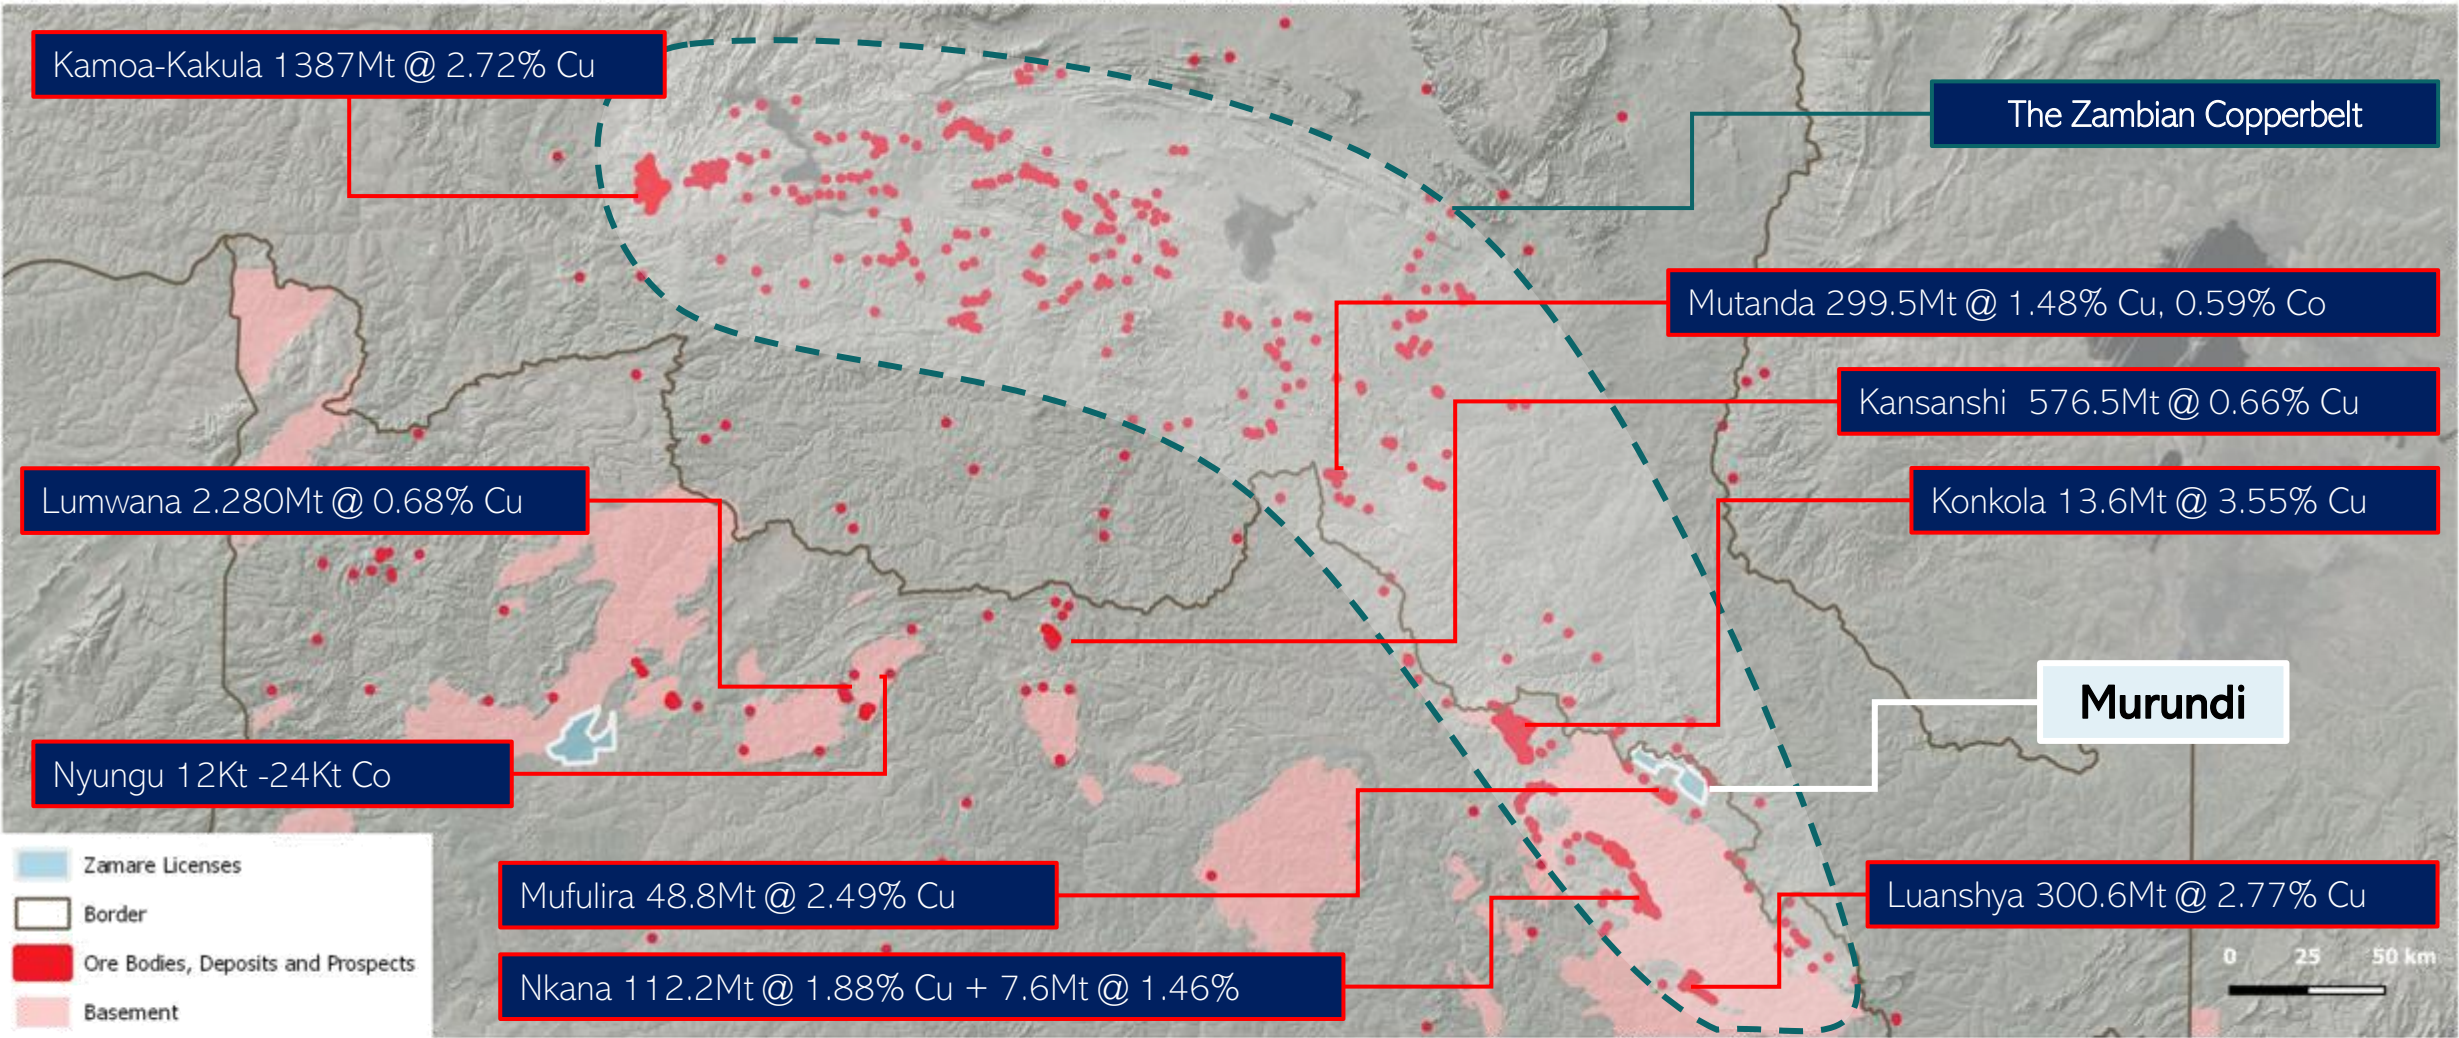 Kamoa-Kakula 1387Mt @ 2.72% Cu
The Zambian Copperbelt
Mutanda 299.5Mt @ 1.48% Cu, 0.59% Co
Kansanshi 576.5Mt @ 0.66% Cu
Lumwana 2.280Mt @ 0.68% Cu
Konkola 13.6Mt @ 3.55% Cu
Murundi
Nyungu 12Kt -24Kt Co
Mufulira 48.8Mt @ 2.49% Cu
Luanshya 300.6Mt @ 2.77% Cu
Nkana 112.2Mt @ 1.88% Cu + 7.6Mt @ 1.46%
Zamare Licenses
Border
Ore Bodies, Deposits and Prospects
Basement
0 25 50 km